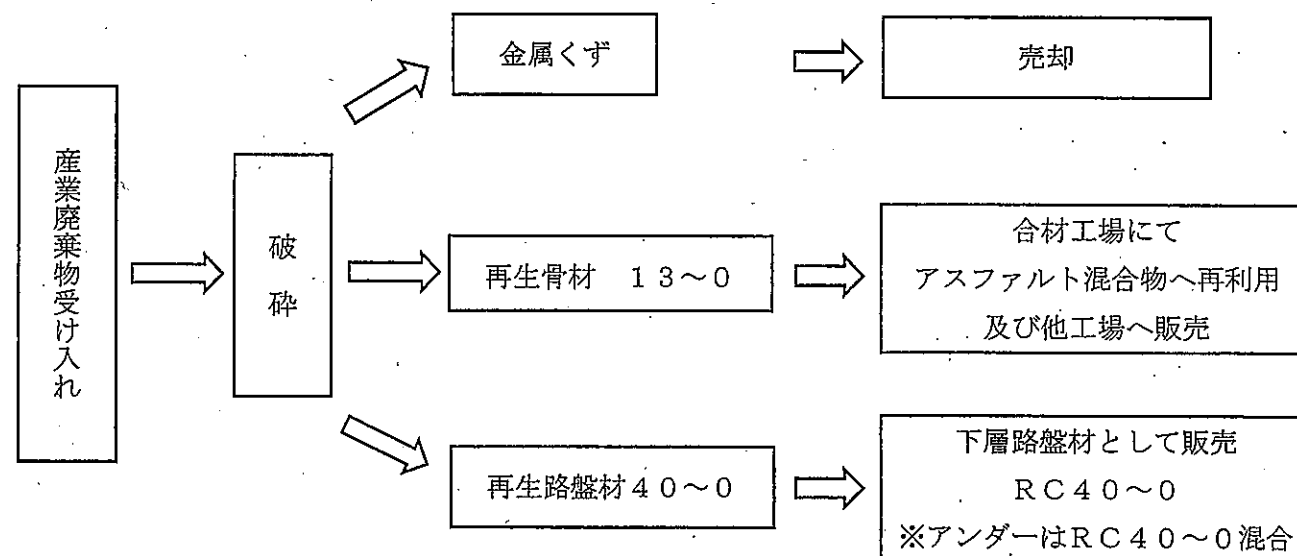 産業廃棄物受け入れ
破砕
金属くず
売却
再生骨材　１３～０
合材工場にて
アスファルト混合物へ再利用
及び他工場へ販売
再生路盤材４０～０
下層路盤材として販売
ＲＣ４０～０
※アンダーはＲＣ４０～０混合